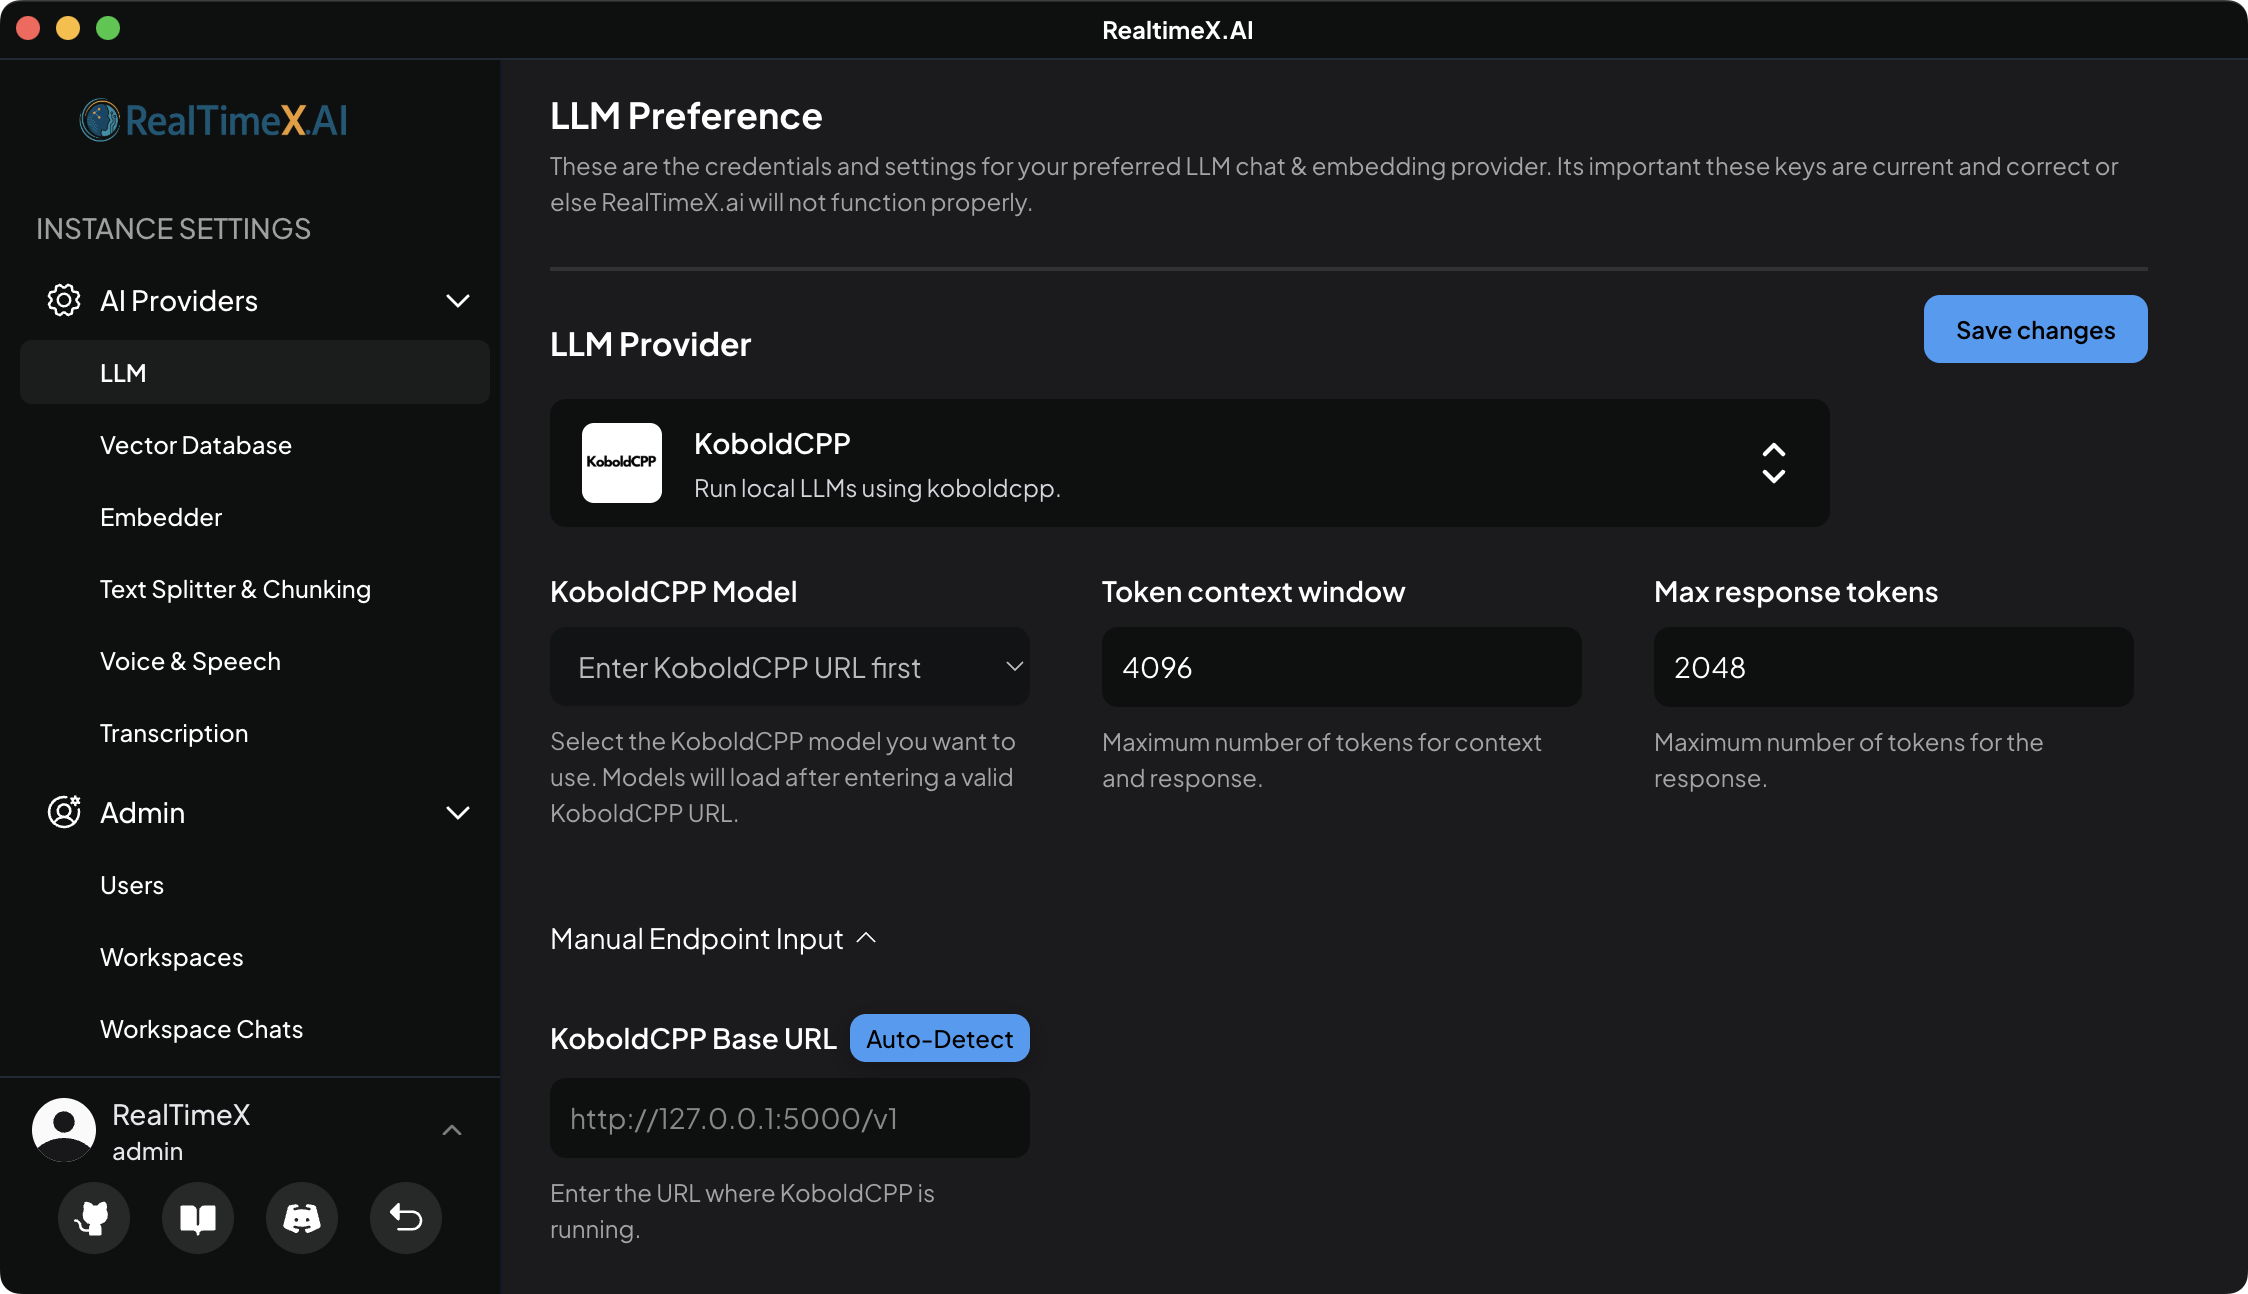 RealtimeX.AI
RealTimeX.AI
INSTANCE SETTINGS
AI Providers
LLM
Vector Database
Embedder
Text Splitter & Chunking
Voice & Speech
Transcription
Admin
Users
Workspaces
Workspace Chats
RealTimeX
admin
LLM Preference
These are the credentials and settings for your preferred LLM chat & embedding provider. Its important these keys are current and correct or
else RealTimeX.ai will not function properly.
Save changes
LLM Provider
KoboldCPP
KoboldCPP
Run local LLMs using koboldcpp.
KoboldCPP Model
Enter KoboldCPP URL first
Select the KoboldCPP model you want to
use. Models will load after entering a valid
KoboldCPP URL.
Token context window
4096
Maximum number of tokens for context
and response.
Max response tokens
2048
Maximum number of tokens for the
response.
Manual Endpoint Input
KoboldCPP Base URL
Auto-Detect
http://127.0.0.1:5000/v1
Enter the URL where KoboldCPP is
running.